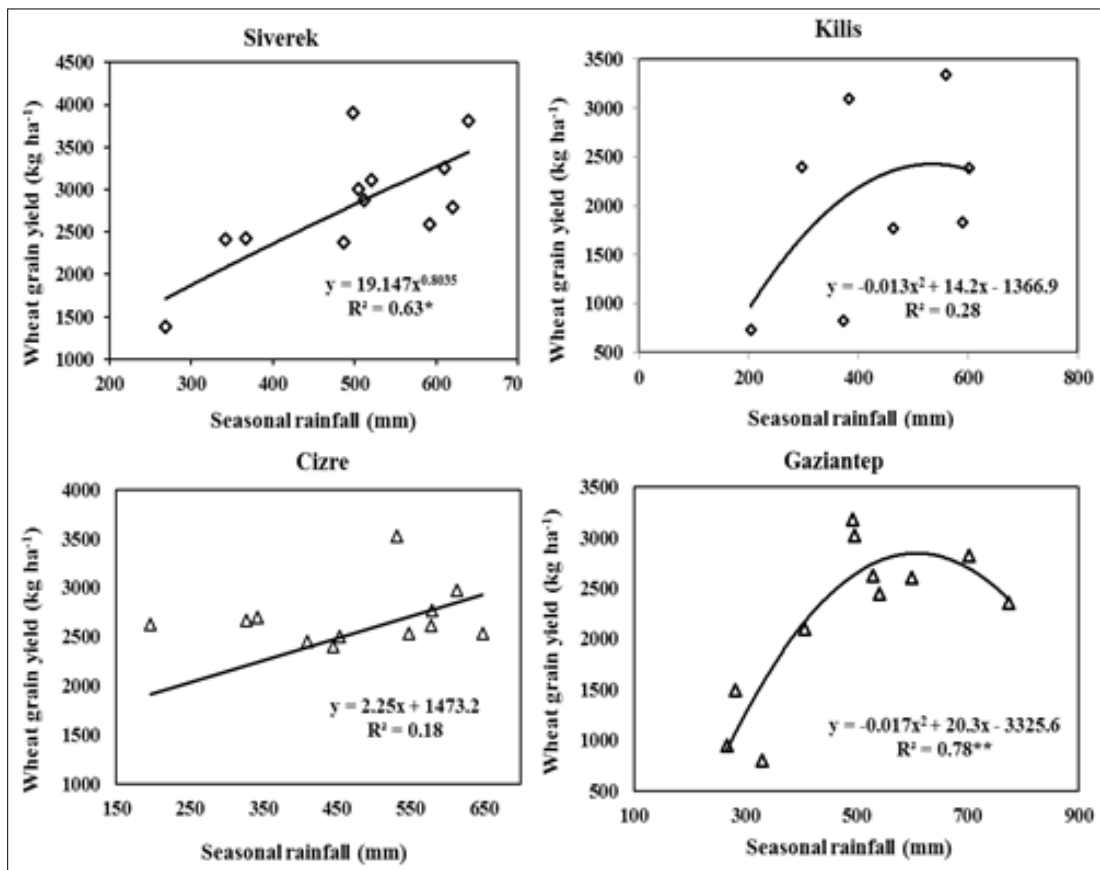 Siverek
Wheat grain yield (kg ha⁻¹)
4500
4000
3500
3000
2500
2000
1500
1000
y = 19.147x^0.8035
R² = 0.63*
200 300 400 500 600 70
Seasonal rainfall (mm)
Kilis
Wheat grain yield (kg ha⁻¹)
3500
3000
2500
2000
1500
1000
500
y = -0.013x² + 14.2x - 1366.9
R² = 0.28
0 200 400 600 800
Seasonal rainfall (mm)
Cizre
Wheat grain yield (kg ha⁻¹)
4000
3500
3000
2500
2000
1500
1000
y = 2.25x + 1473.2
R² = 0.18
150 250 350 450 550 650
Seasonal rainfall (mm)
Gaziantep
Wheat grain yield (kg ha⁻¹)
3500
3000
2500
2000
1500
1000
500
y = -0.017x² + 20.3x - 3325.6
R² = 0.78**
100 300 500 700 900
Seasonal rainfall (mm)